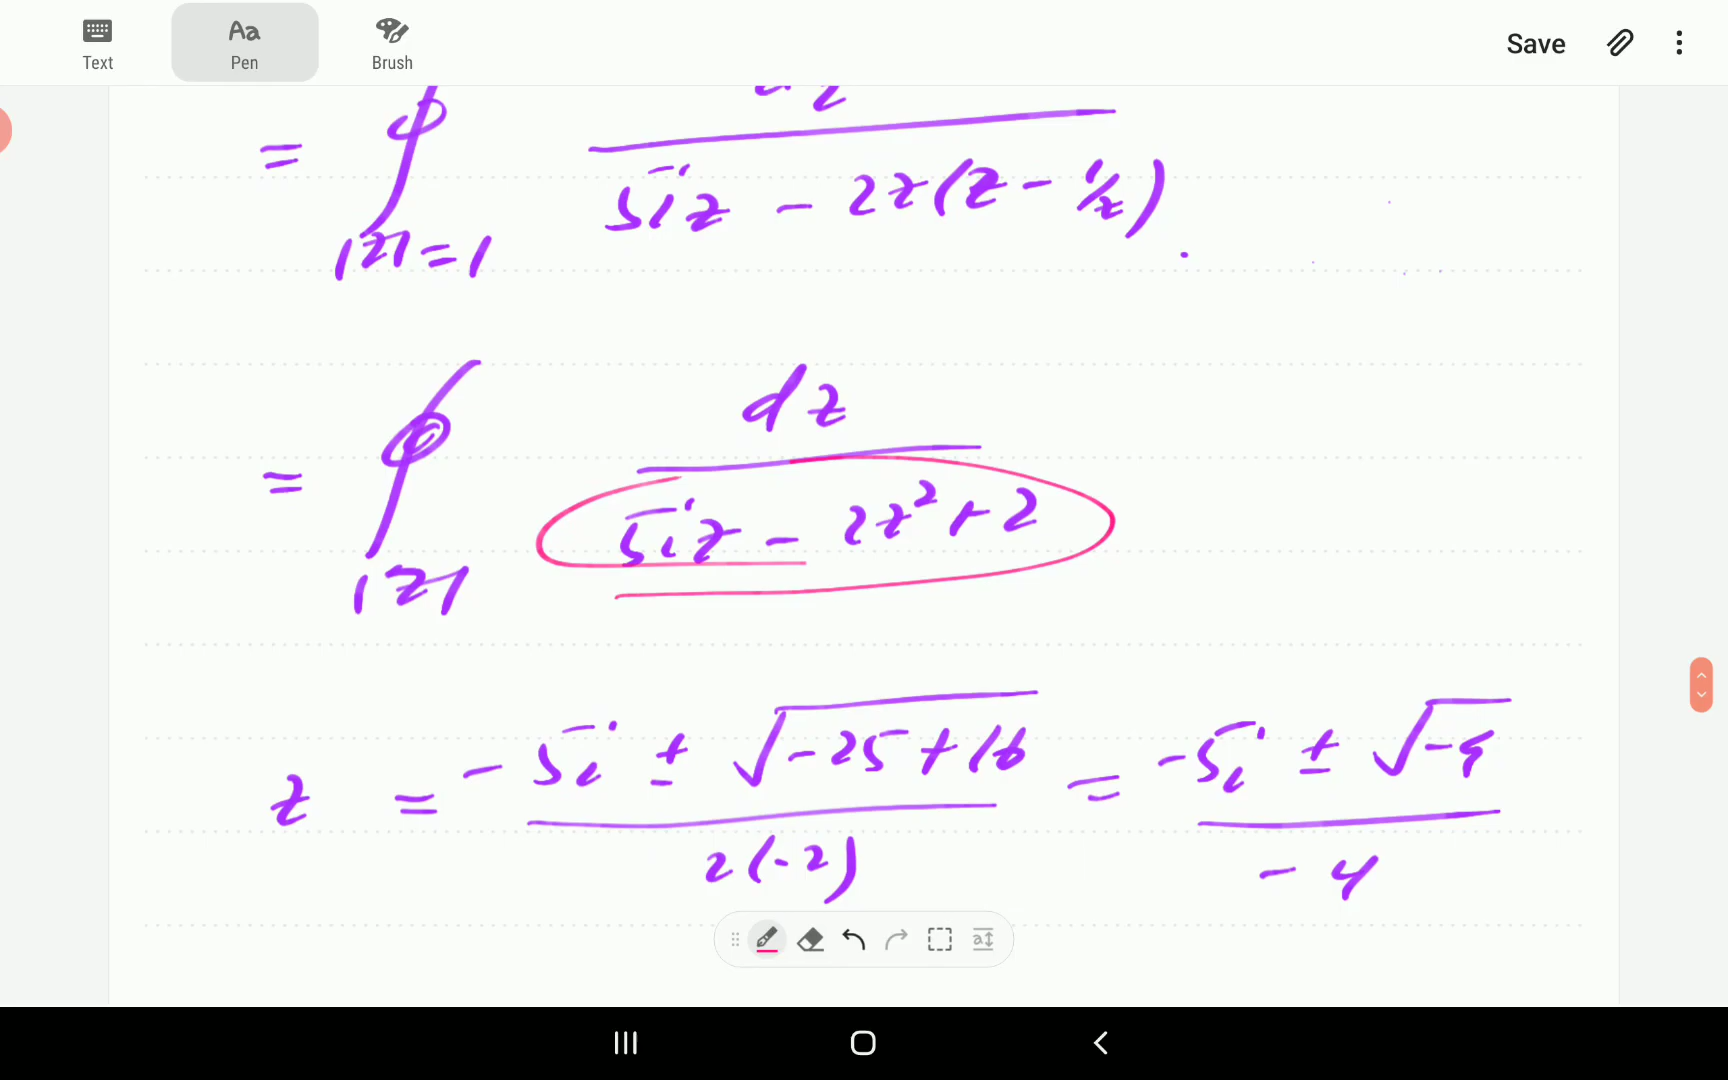 Text Aa Pen Brush Save
dz
= ∮ ─────
5iz - 2z(z - 1/z).
|z|=1
dz
= ∮ ─────
5iz - 2z² + 2
|z|
z = (-5i ± √(-25+16)) / 2(-2) = (-5i ± √-9) / -4